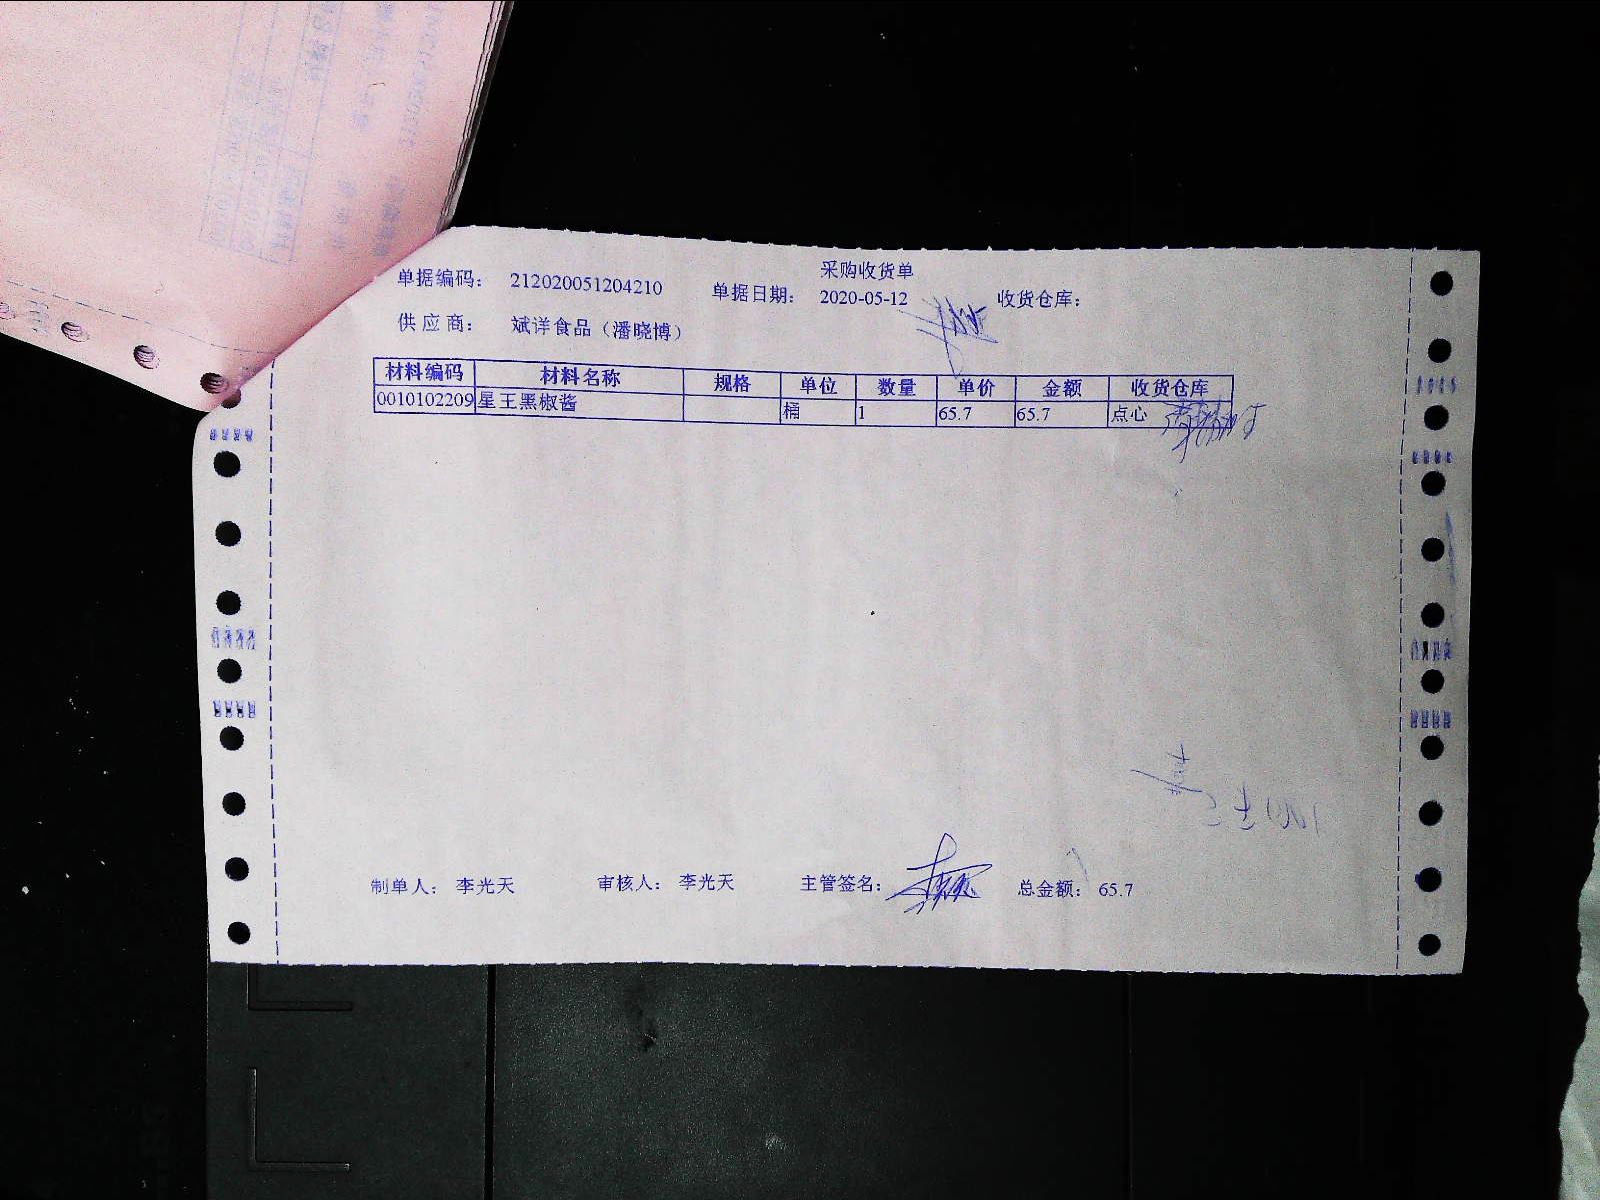 采购收货单
单据编码： 212020051204210 单据日期： 2020-05-12 收货仓库：
供 应 商： 斌详食品（潘晓博）
材料编码 材料名称 规格 单位 数量 单价 金额 收货仓库
0010102209 星王黑椒酱 桶 1 65.7 65.7 点心
制单人： 李光天 审核人： 李光天 主管签名： 总金额： 65.7